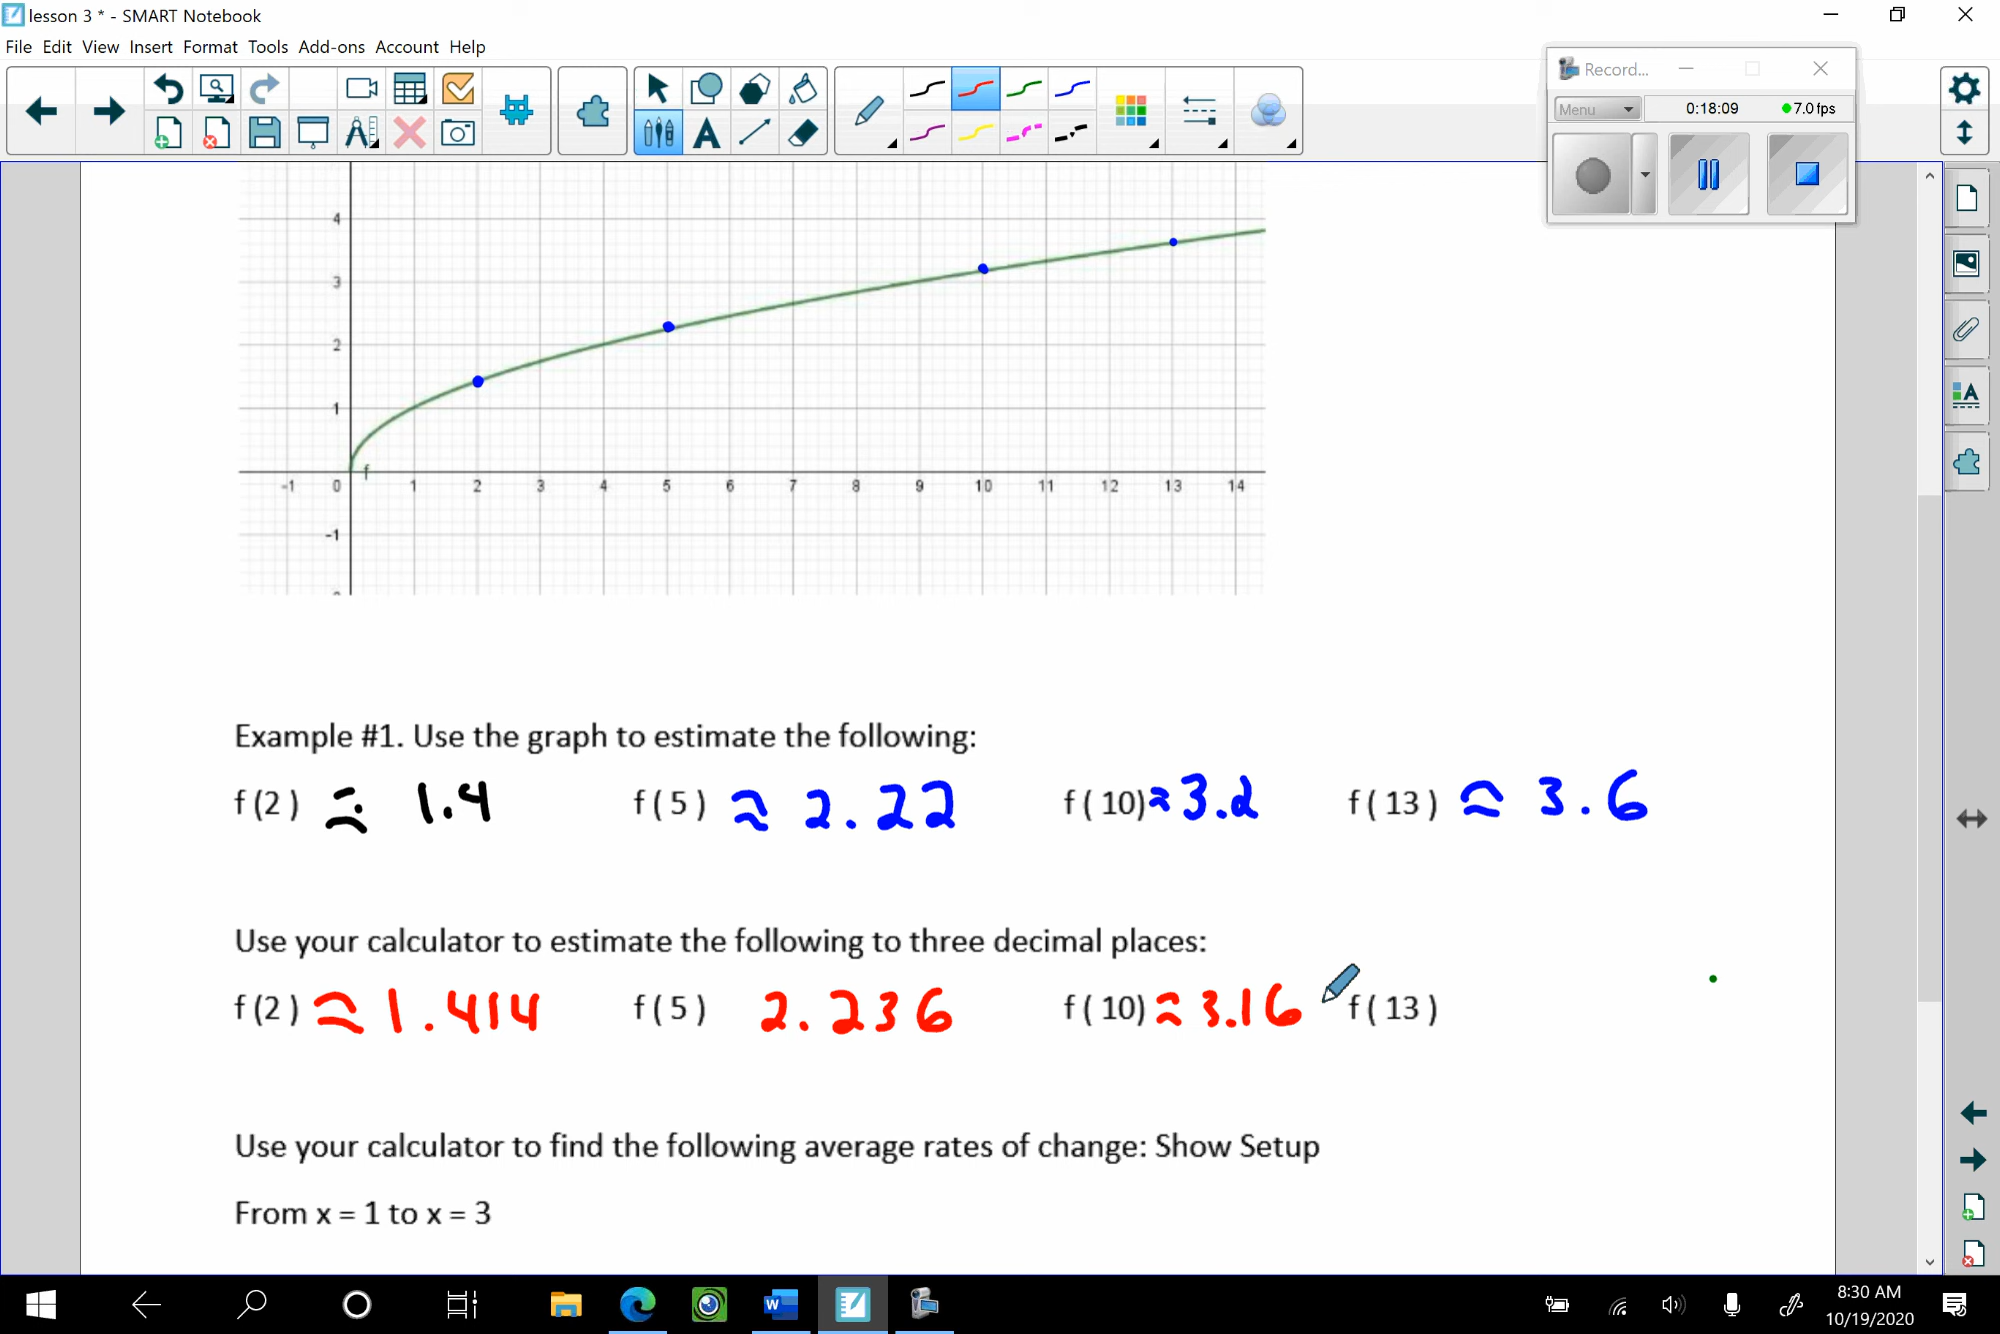 lesson 3 * - SMART Notebook
File Edit View Insert Format Tools Add-ons Account Help
Record...
Menu 0:18:09 7.0 fps
4
3
2
1
f
-1 0 1 2 3 4 5 6 7 8 9 10 11 12 13 14
-1
Example #1. Use the graph to estimate the following:
f (2 ) ≈ 1.4 f ( 5 ) ≈ 2.22 f ( 10) ≈ 3.2 f ( 13 ) ≈ 3.6
Use your calculator to estimate the following to three decimal places:
f (2 ) ≈ 1.414 f ( 5 ) 2.236 f ( 10) ≈ 3.16 f ( 13 )
Use your calculator to find the following average rates of change: Show Setup
From x = 1 to x = 3
8:30 AM
10/19/2020